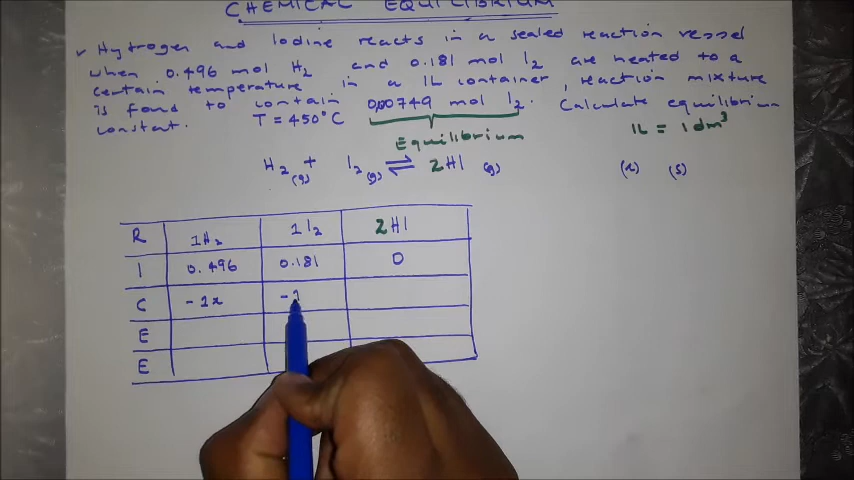 CHEMICAL EQUILIBRIUM
Hytrogen and Iodine reacts in a sealed reaction vessel
when 0.496 mol H2 and 0.181 mol I2 are heated to a
certain temperature in a 1L container, reaction mixture
is found to contain 0,00749 mol I2. Calculate equilibrium
constant. T = 450°C
1L = 1dm³
Equilibrium
H2(g) + I2(g) ⇌ 2HI(g) (l) (s)
R 1H2 1I2 2HI
I 0.496 0.181 0
C -1x -1
E
E